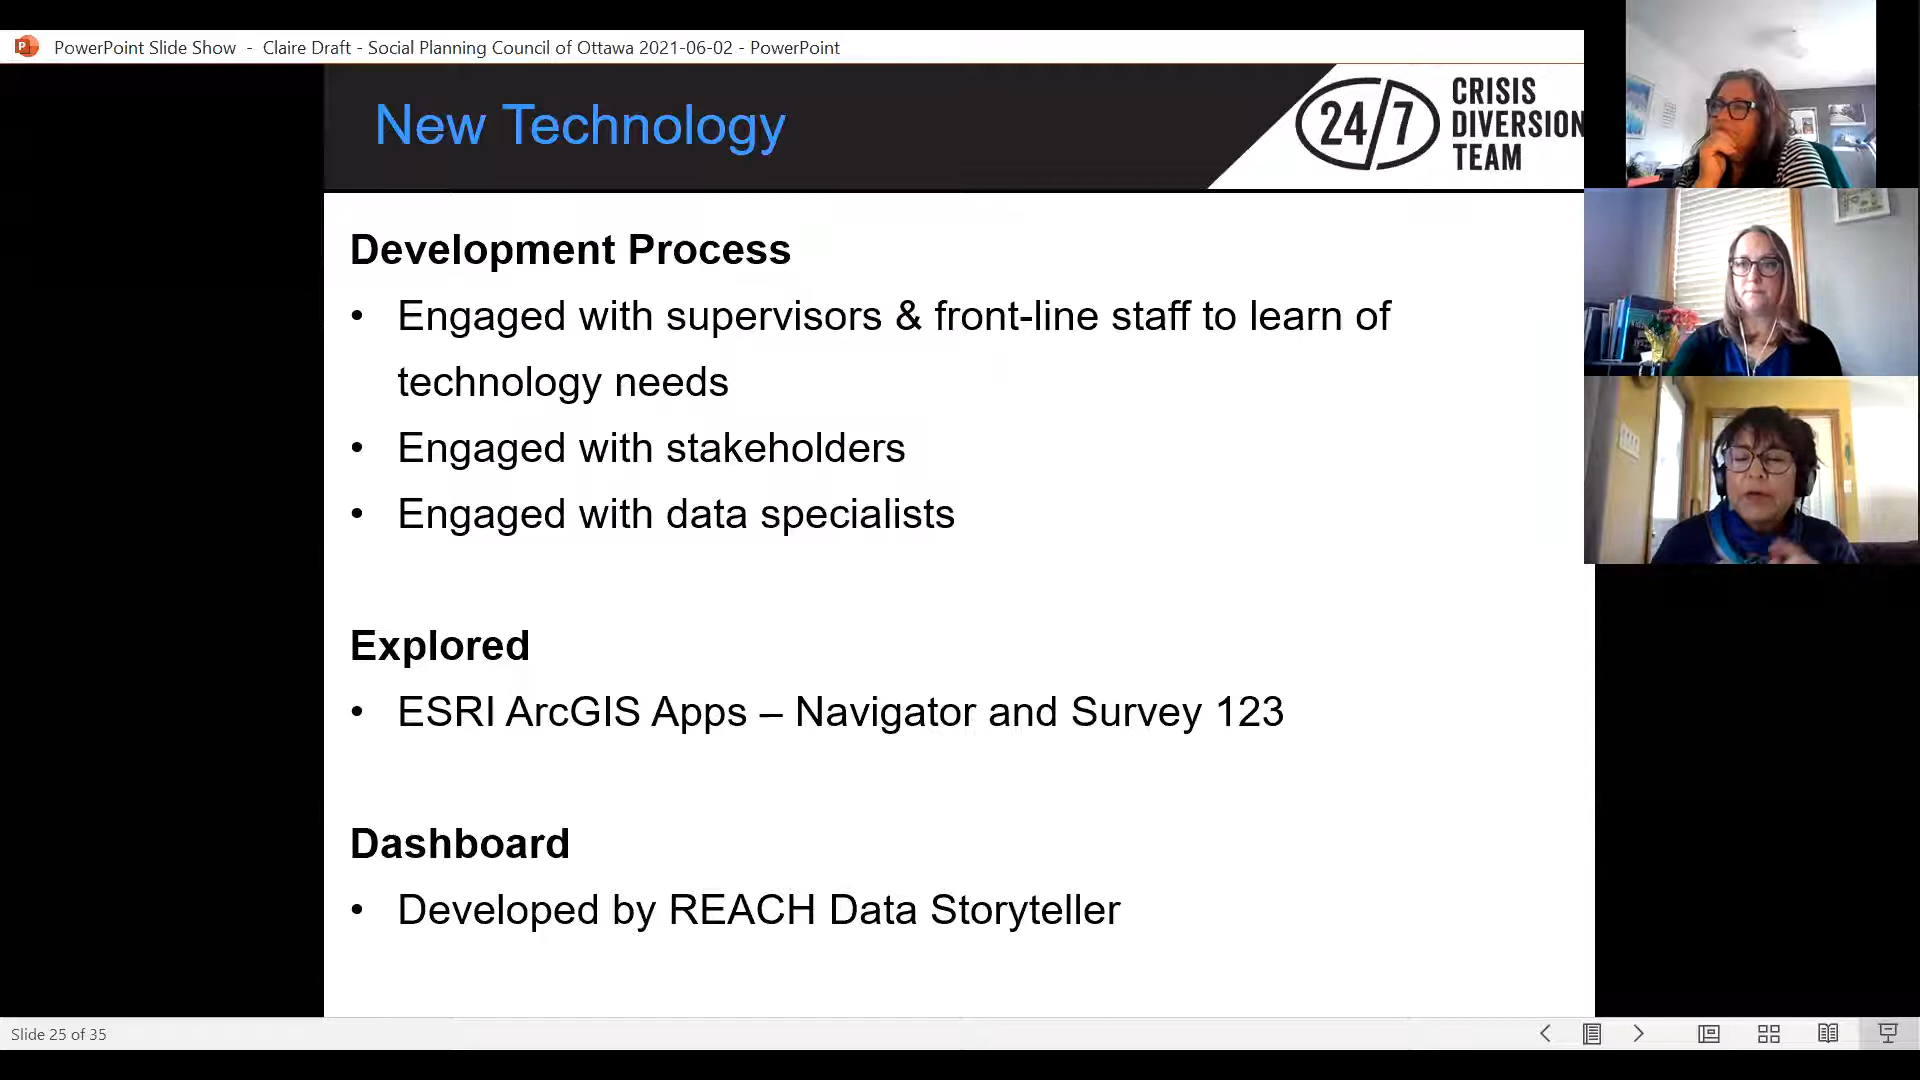 PowerPoint Slide Show - Claire Draft - Social Planning Council of Ottawa 2021-06-02 - PowerPoint
New Technology
24/7
CRISIS
DIVERSION
TEAM
Development Process
• Engaged with supervisors & front-line staff to learn of
technology needs
• Engaged with stakeholders
• Engaged with data specialists
Explored
• ESRI ArcGIS Apps – Navigator and Survey 123
Dashboard
• Developed by REACH Data Storyteller
Slide 25 of 35